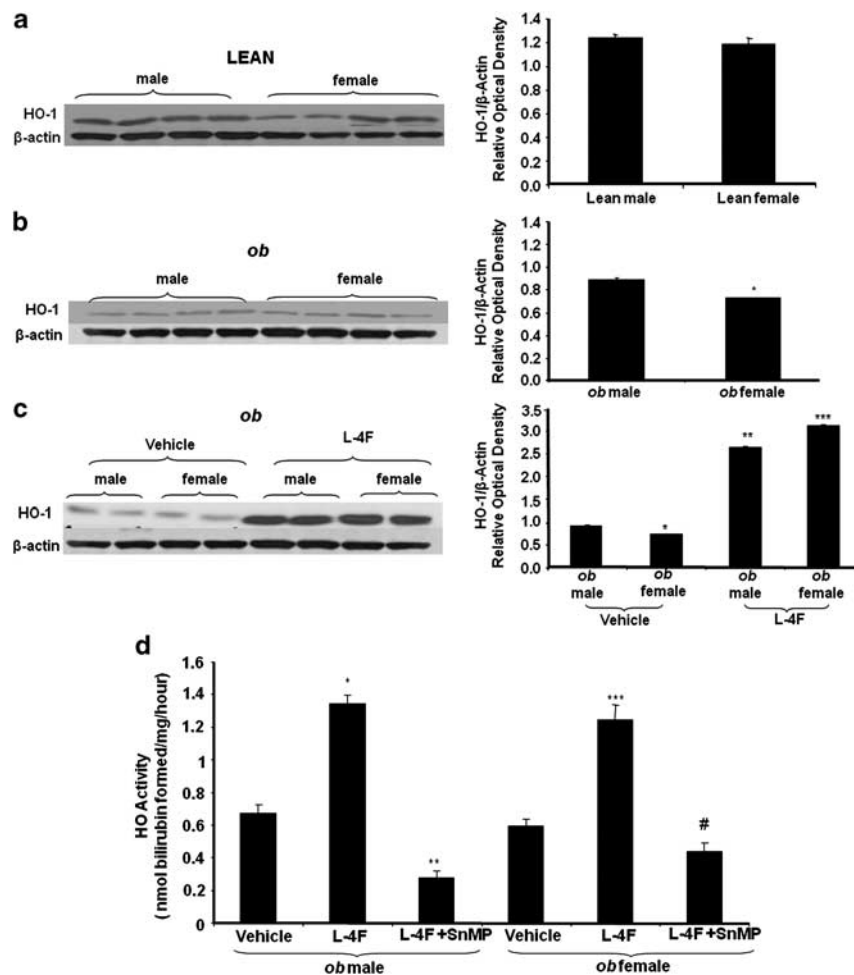 a
LEAN
male female
HO-1
β-actin
HO-1/β-Actin
Relative Optical Density
1.4
1.2
1.0
0.8
0.6
0.4
0.2
0.0
Lean male Lean female
b
ob
male female
HO-1
β-actin
HO-1/β-Actin
Relative Optical Density
1.4
1.2
1.0
0.8
0.6
0.4
0.2
0.0
*
ob male ob female
c
ob
Vehicle L-4F
male female male female
HO-1
β-actin
HO-1/β-Actin
Relative Optical Density
3.5
3.0
2.5
2.0
1.5
1.0
0.5
0.0
* ** ***
ob ob ob ob
male female male female
Vehicle L-4F
d
HO Activity
(nmol bilirubin formed/mg/hour)
1.8
1.6
1.4
1.2
1
0.8
0.6
0.4
0.2
0
* ** *** #
Vehicle L-4F L-4F+SnMP Vehicle L-4F L-4F+SnMP
ob male ob female